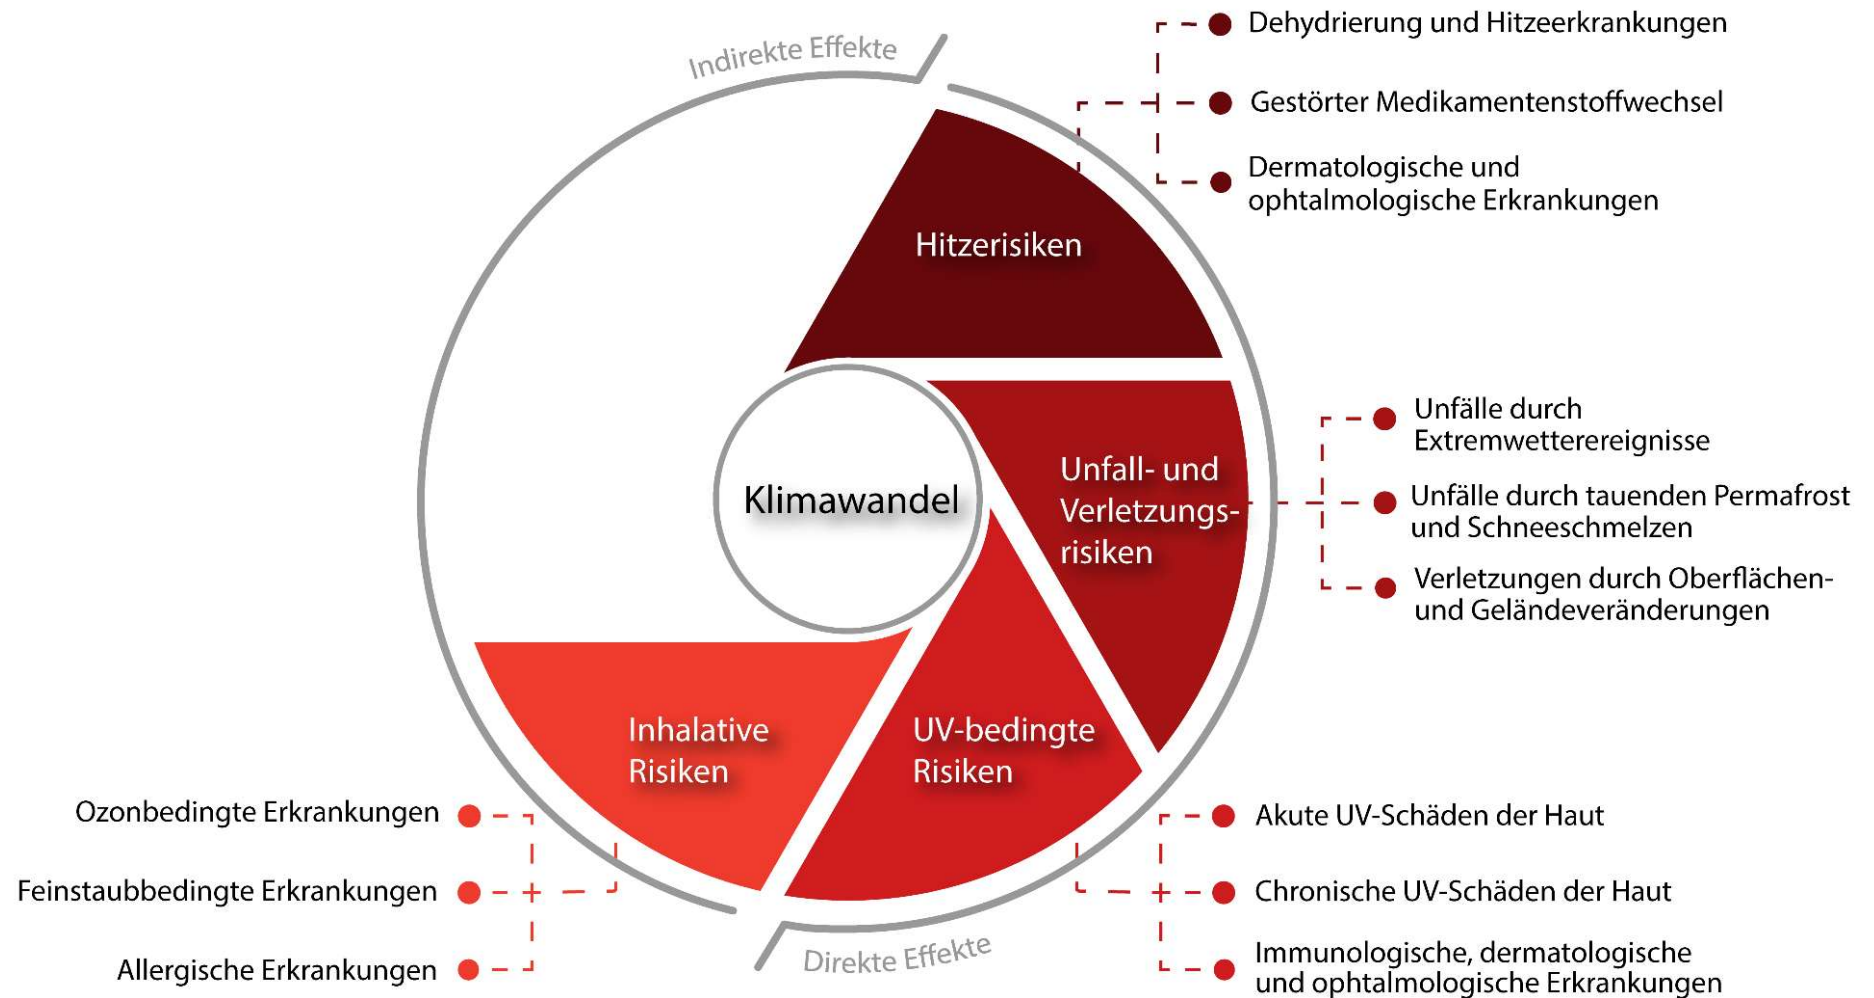 Indirekte Effekte
Dehydrierung und Hitzeerkrankungen
Gestörter Medikamentenstoffwechsel
Dermatologische und
ophtalmologische Erkrankungen
Hitzerisiken
Unfälle durch
Extremwetterereignisse
Unfälle durch tauenden Permafrost
und Schneeschmelzen
Verletzungen durch Oberflächen-
und Geländeveränderungen
Unfall- und
Verletzungs-
risiken
Klimawandel
Inhalative
Risiken
UV-bedingte
Risiken
Ozonbedingte Erkrankungen
Feinstaubbedingte Erkrankungen
Allergische Erkrankungen
Akute UV-Schäden der Haut
Chronische UV-Schäden der Haut
Immunologische, dermatologische
und ophtalmologische Erkrankungen
Direkte Effekte